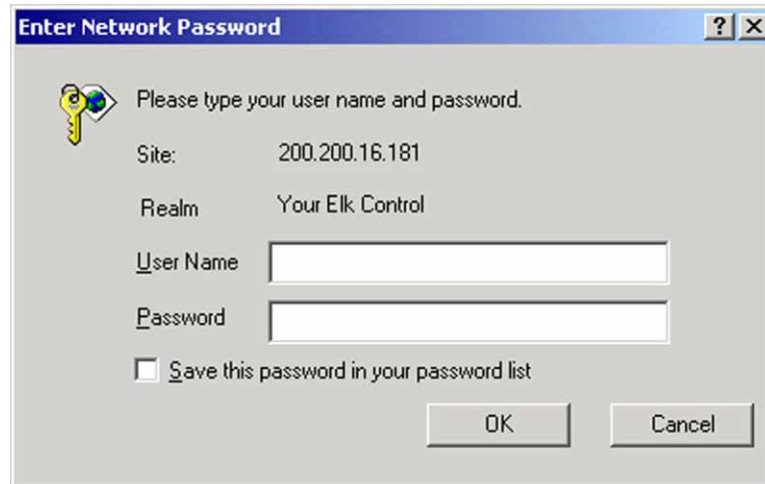 Enter Network Password
Please type your user name and password.
Site: 200.200.16.181
Realm Your Elk Control
User Name
Password
Save this password in your password list
OK Cancel